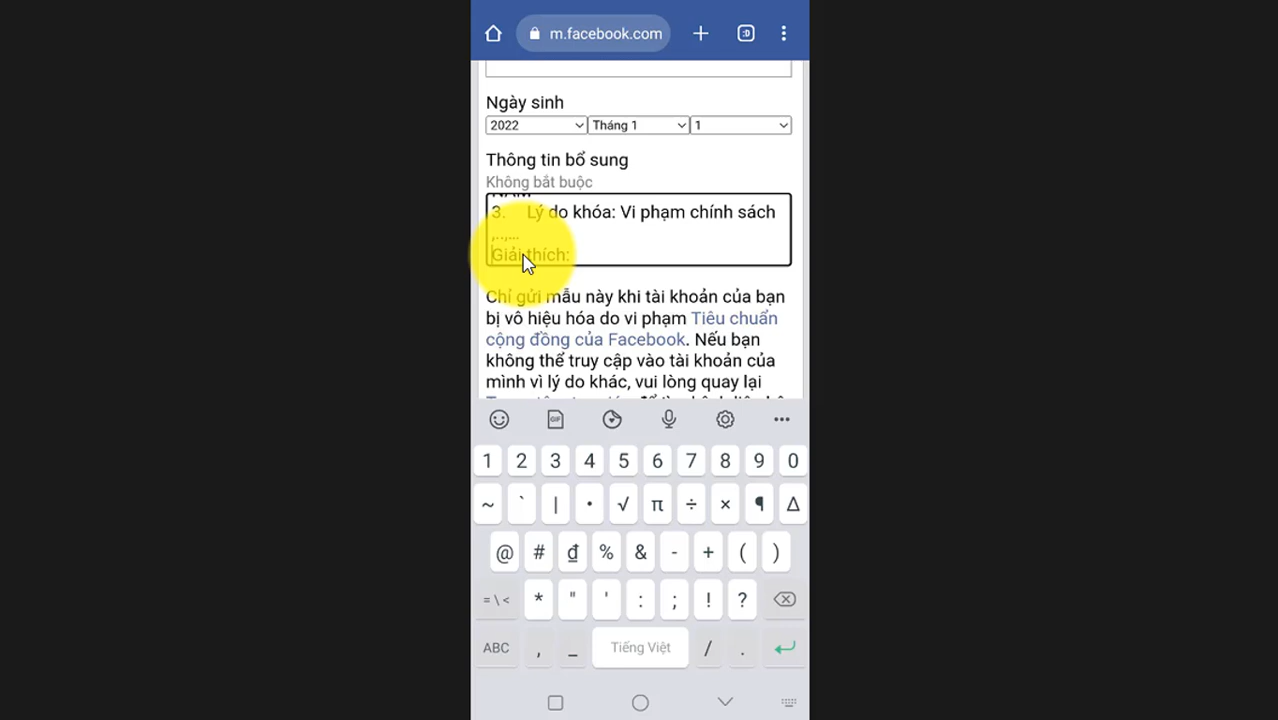 m.facebook.com
:D
Ngày sinh
2022 Tháng 1 1
Thông tin bổ sung
Không bắt buộc
3. Lý do khóa: Vi phạm chính sách
,..,...
Giải thích:
Chỉ gửi mẫu này khi tài khoản của bạn
bị vô hiệu hóa do vi phạm Tiêu chuẩn
cộng đồng của Facebook. Nếu bạn
không thể truy cập vào tài khoản của
mình vì lý do khác, vui lòng quay lại
GIF
1 2 3 4 5 6 7 8 9 0
~ ` | • √ π ÷ × ¶ Δ
@ # ₫ % & - + ( )
= \ < * " ' : ; ! ?
ABC , _ Tiếng Việt / .